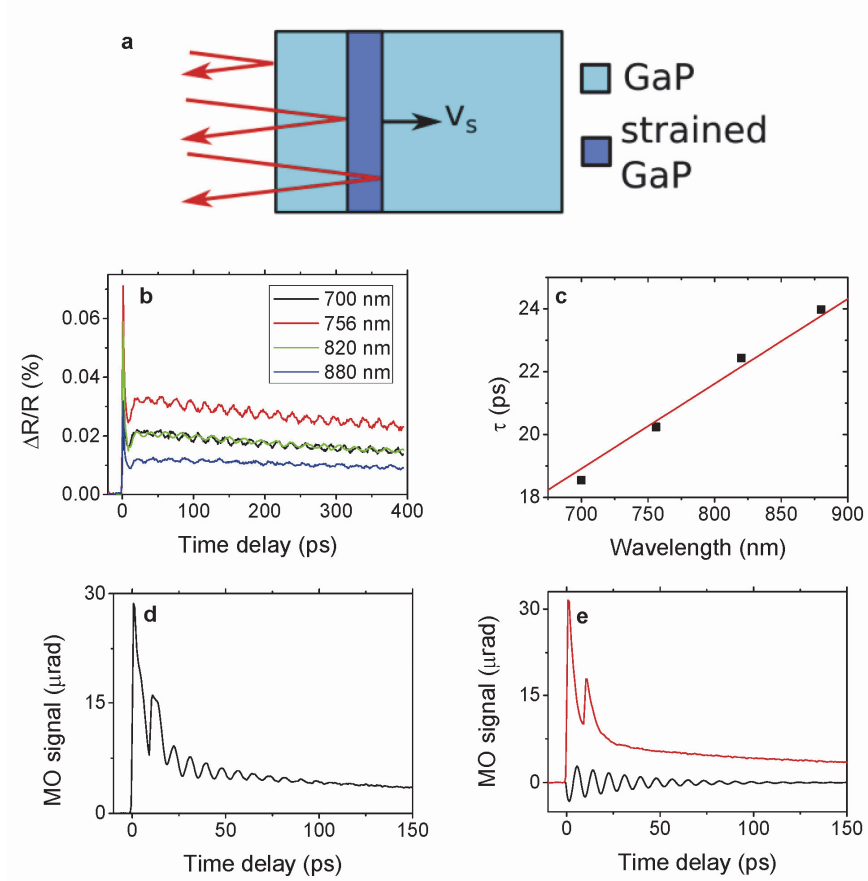 a
GaP
strained
GaP
v_s
b
700 nm
756 nm
820 nm
880 nm
0.06
0.04
0.02
0.00
ΔR/R (%)
0 100 200 300 400
Time delay (ps)
c
24
22
20
18
τ (ps)
700 750 800 850 900
Wavelength (nm)
d
30
15
0
MO signal (μrad)
0 50 100 150
Time delay (ps)
e
30
15
0
MO signal (μrad)
0 50 100 150
Time delay (ps)